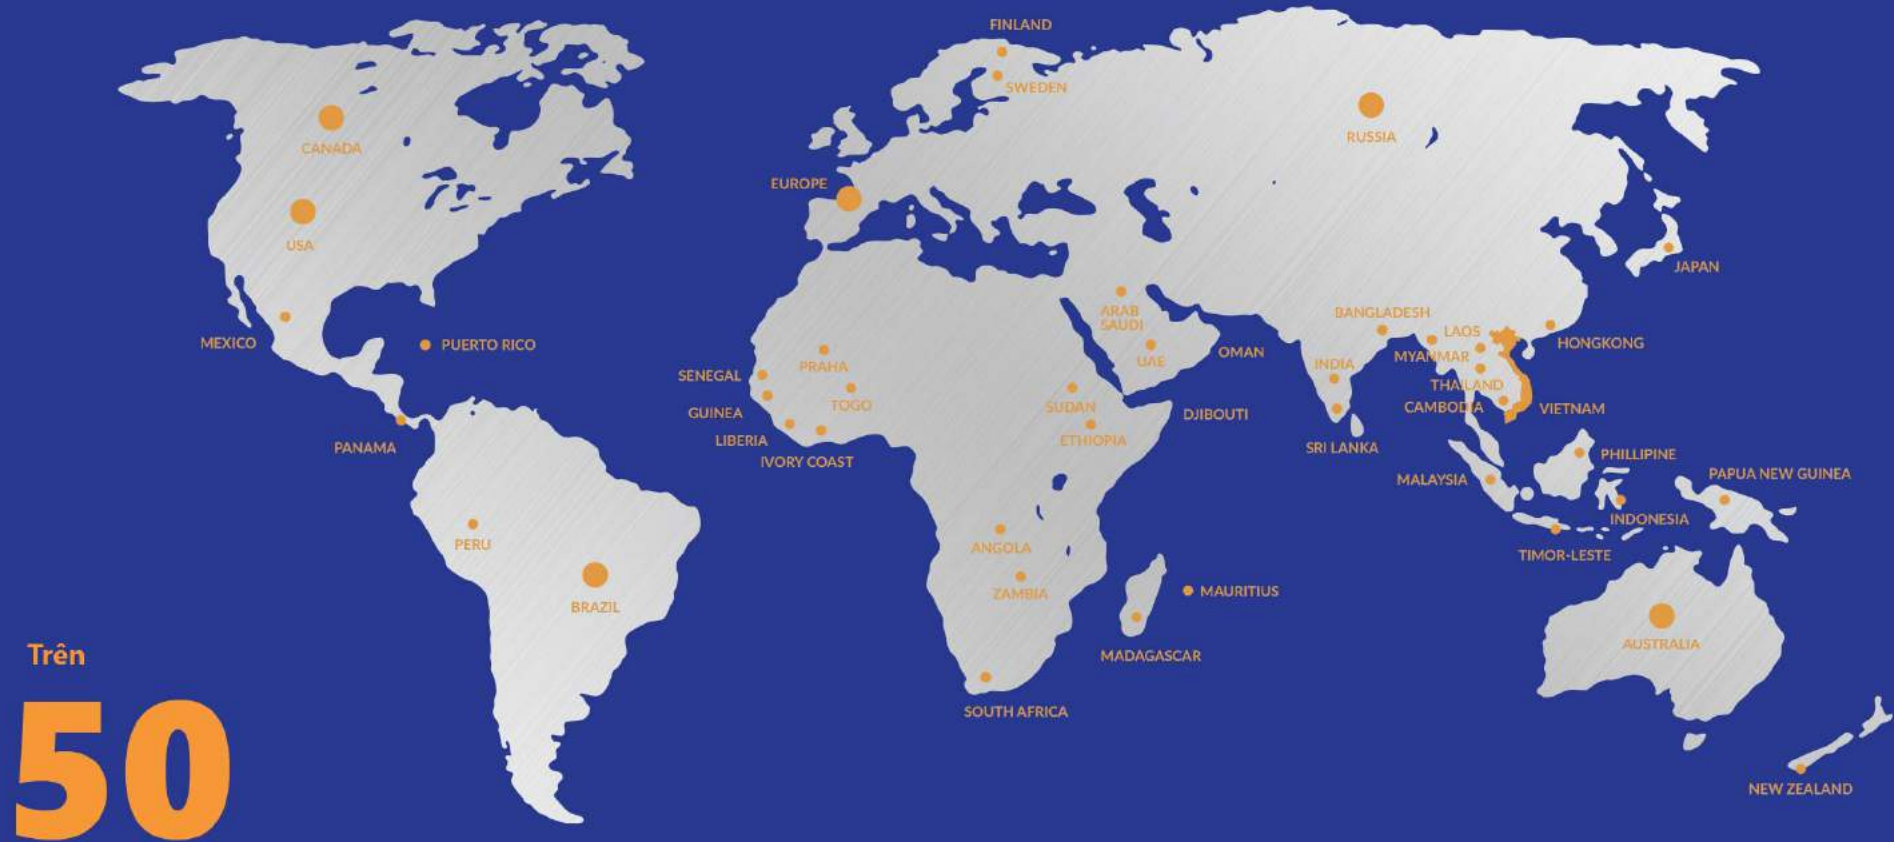 FINLAND
SWEDEN
CANADA
RUSSIA
EUROPE
USA
JAPAN
ARAB
SAUDI
BANGLADESH
LAOS
MEXICO
PUERTO RICO
HONGKONG
OMAN
MYANMAR
UAE
PRAHA
INDIA
SENEGAL
THAILAND
TOGO
SUDAN
CAMBODIA
VIETNAM
GUINEA
DJIBOUTI
LIBERIA
ETHIOPIA
PANAMA
SRI LANKA
PHILLIPINE
IVORY COAST
PAPUA NEW GUINEA
MALAYSIA
INDONESIA
PERU
ANGOLA
TIMOR-LESTE
MAURITIUS
ZAMBIA
BRAZIL
AUSTRALIA
Trên
MADAGASCAR
SOUTH AFRICA
50
NEW ZEALAND